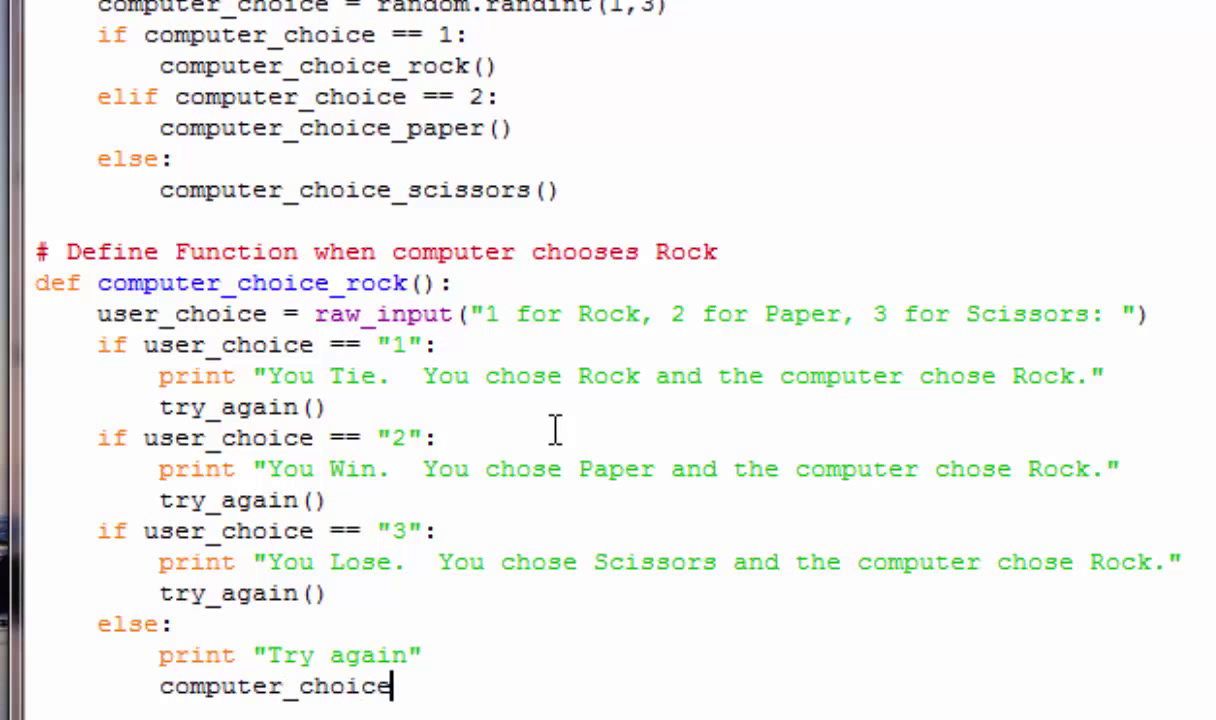 computer_choice = random.randint(1,3)
if computer_choice == 1:
computer_choice_rock()
elif computer_choice == 2:
computer_choice_paper()
else:
computer_choice_scissors()
# Define Function when computer chooses Rock
def computer_choice_rock():
user_choice = raw_input("1 for Rock, 2 for Paper, 3 for Scissors: ")
if user_choice == "1":
print "You Tie.  You chose Rock and the computer chose Rock."
try_again()
if user_choice == "2":
print "You Win.  You chose Paper and the computer chose Rock."
try_again()
if user_choice == "3":
print "You Lose.  You chose Scissors and the computer chose Rock."
try_again()
else:
print "Try again"
computer_choice